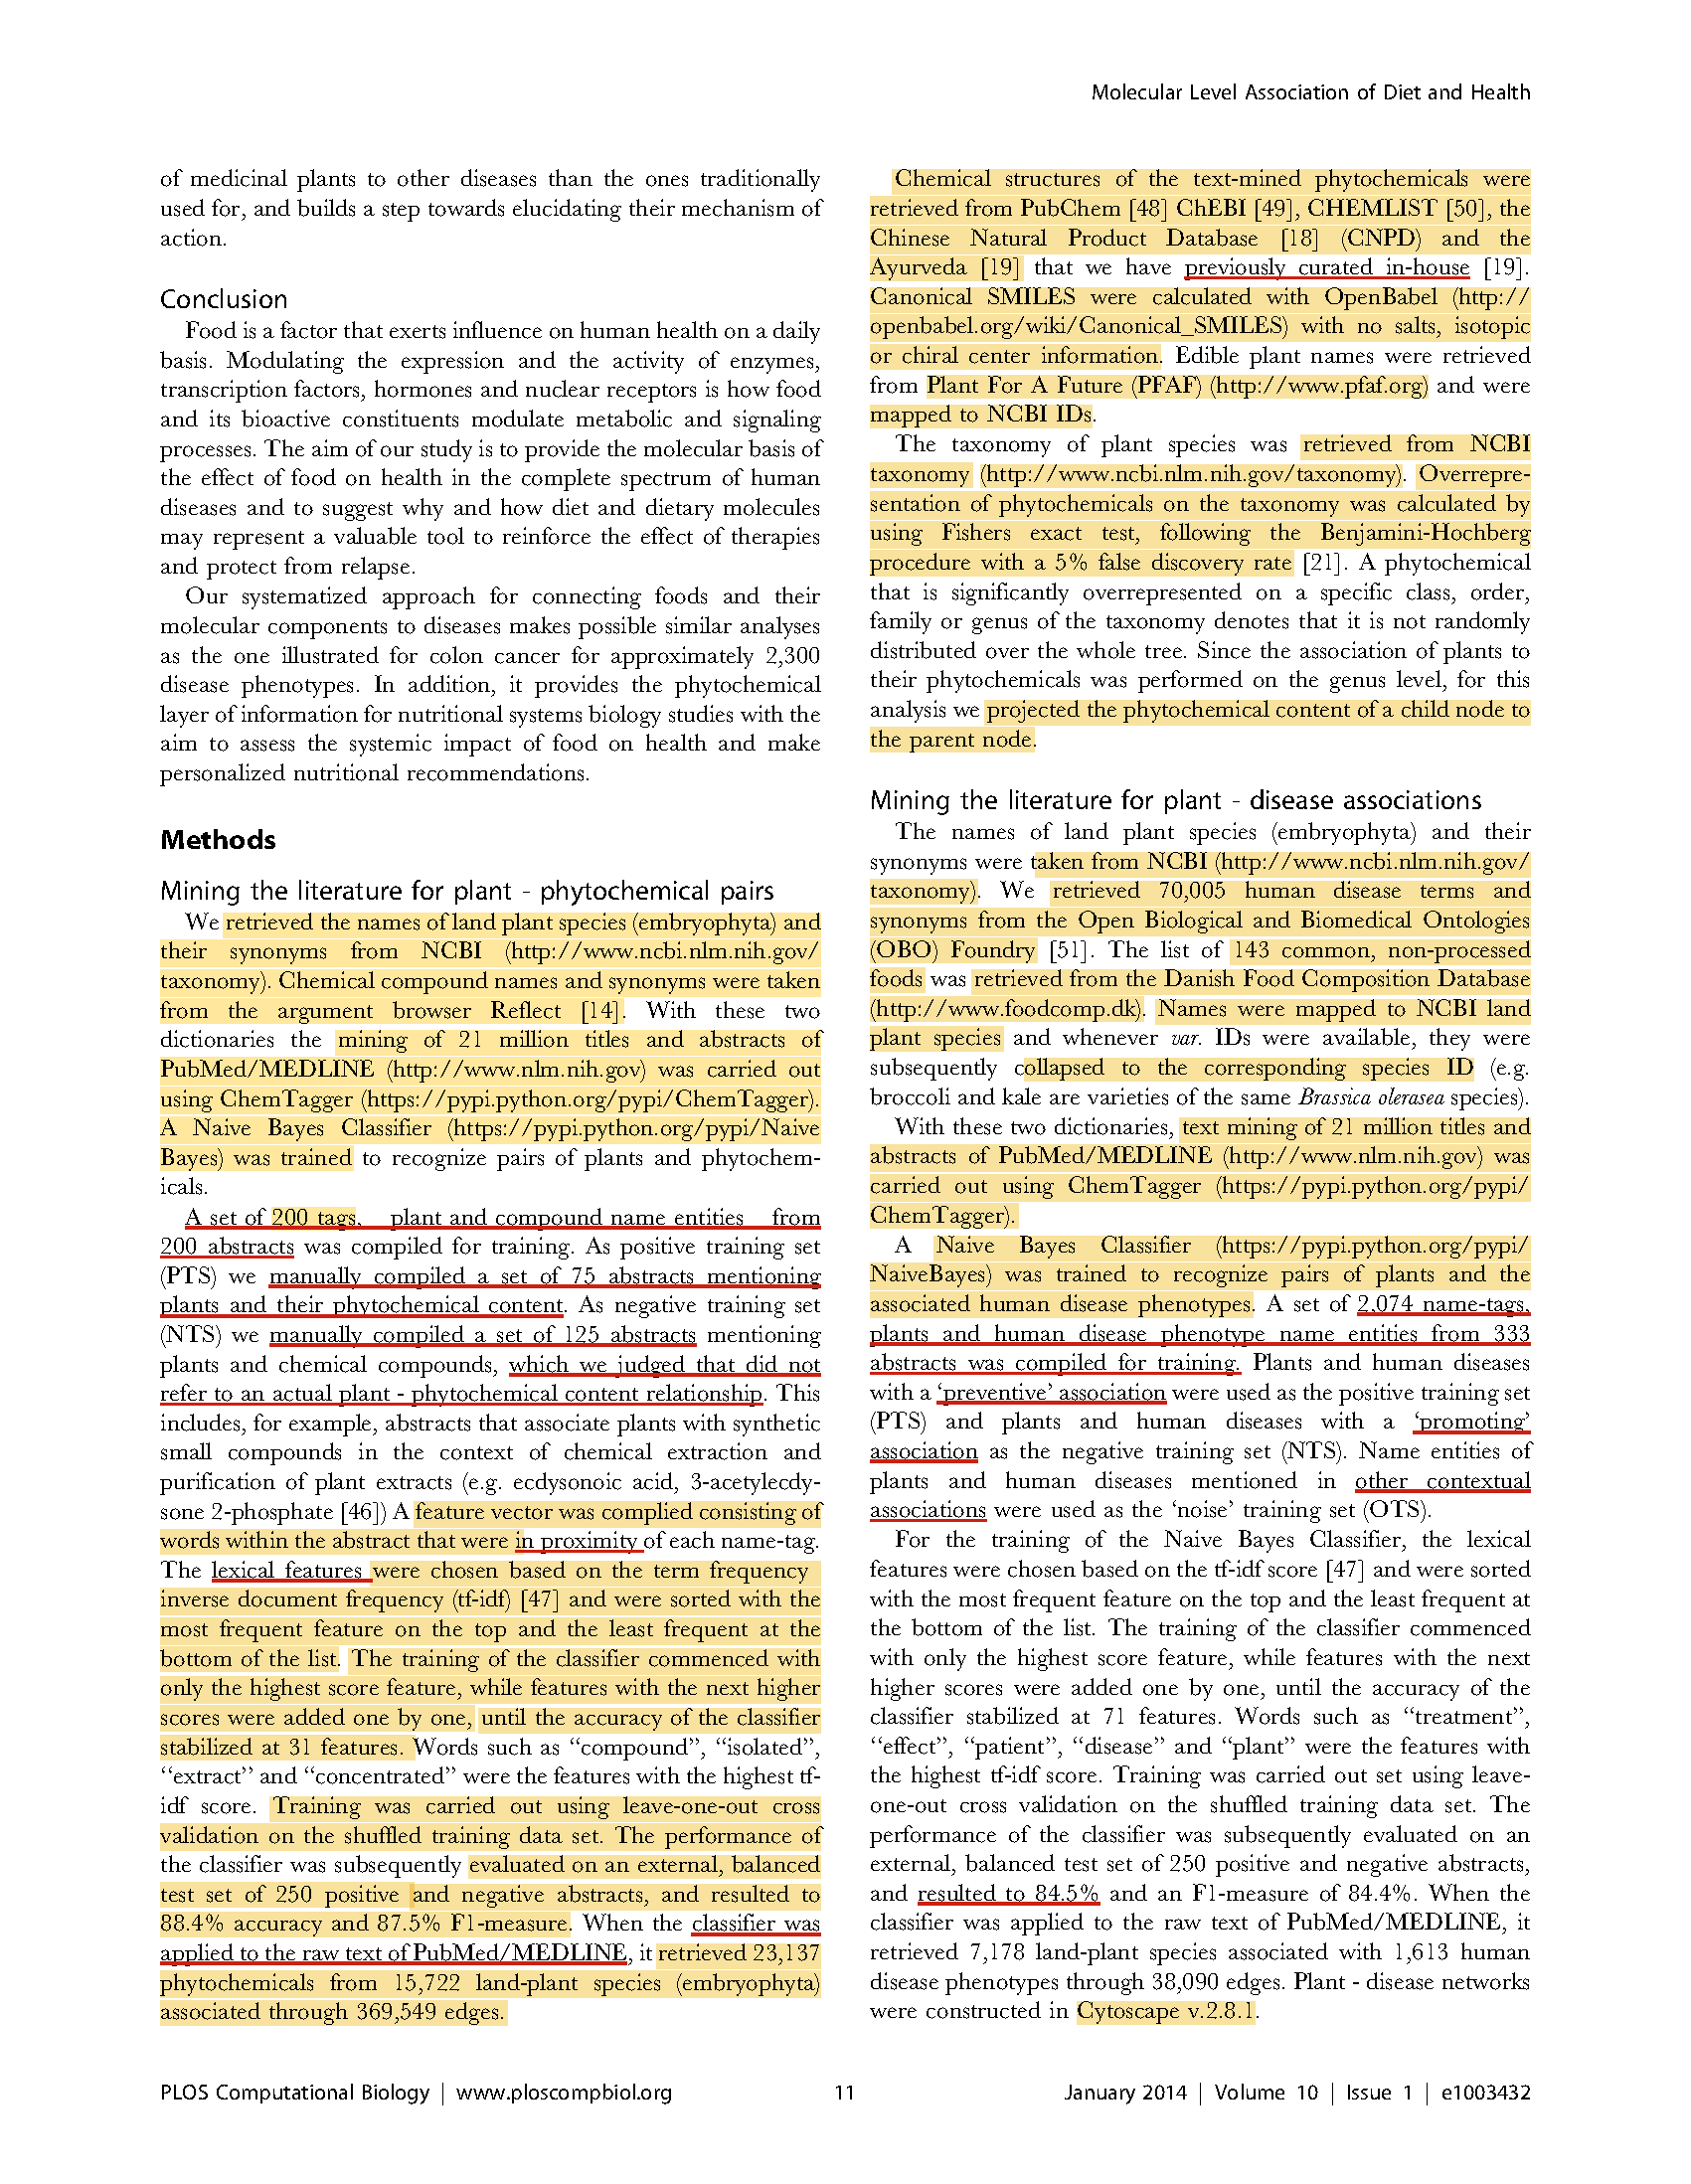 Molecular Level Association of Diet and Health
of medicinal plants to other diseases than the ones traditionally
used for, and builds a step towards elucidating their mechanism of
action.
Conclusion
Food is a factor that exerts influence on human health on a daily
basis. Modulating the expression and the activity of enzymes,
transcription factors, hormones and nuclear receptors is how food
and its bioactive constituents modulate metabolic and signaling
processes. The aim of our study is to provide the molecular basis of
the effect of food on health in the complete spectrum of human
diseases and to suggest why and how diet and dietary molecules
may represent a valuable tool to reinforce the effect of therapies
and protect from relapse.
Our systematized approach for connecting foods and their
molecular components to diseases makes possible similar analyses
as the one illustrated for colon cancer for approximately 2,300
disease phenotypes. In addition, it provides the phytochemical
layer of information for nutritional systems biology studies with the
aim to assess the systemic impact of food on health and make
personalized nutritional recommendations.
Methods
Mining the literature for plant - phytochemical pairs
We retrieved the names of land plant species (embryophyta) and
their synonyms from NCBI (http://www.ncbi.nlm.nih.gov/
taxonomy). Chemical compound names and synonyms were taken
from the argument browser Reflect [14]. With these two
dictionaries the mining of 21 million titles and abstracts of
PubMed/MEDLINE (http://www.nlm.nih.gov) was carried out
using ChemTagger (https://pypi.python.org/pypi/ChemTagger).
A Naive Bayes Classifier (https://pypi.python.org/pypi/Naive
Bayes) was trained to recognize pairs of plants and phytochem-
icals.
A set of 200 tags, plant and compound name entities from
200 abstracts was compiled for training. As positive training set
(PTS) we manually compiled a set of 75 abstracts mentioning
plants and their phytochemical content. As negative training set
(NTS) we manually compiled a set of 125 abstracts mentioning
plants and chemical compounds, which we judged that did not
refer to an actual plant - phytochemical content relationship. This
includes, for example, abstracts that associate plants with synthetic
small compounds in the context of chemical extraction and
purification of plant extracts (e.g. ecdysonoic acid, 3-acetylecdy-
sone 2-phosphate [46]) A feature vector was complied consisting of
words within the abstract that were in proximity of each name-tag.
The lexical features were chosen based on the term frequency
inverse document frequency (tf-idf) [47] and were sorted with the
most frequent feature on the top and the least frequent at the
bottom of the list. The training of the classifier commenced with
only the highest score feature, while features with the next higher
scores were added one by one, until the accuracy of the classifier
stabilized at 31 features. Words such as “compound”, “isolated”,
“extract” and “concentrated” were the features with the highest tf-
idf score. Training was carried out using leave-one-out cross
validation on the shuffled training data set. The performance of
the classifier was subsequently evaluated on an external, balanced
test set of 250 positive and negative abstracts, and resulted to
88.4% accuracy and 87.5% F1-measure. When the classifier was
applied to the raw text of PubMed/MEDLINE, it retrieved 23,137
phytochemicals from 15,722 land-plant species (embryophyta)
associated through 369,549 edges.
Chemical structures of the text-mined phytochemicals were
retrieved from PubChem [48] ChEBI [49], CHEMLIST [50], the
Chinese Natural Product Database [18] (CNPD) and the
Ayurveda [19] that we have previously curated in-house [19].
Canonical SMILES were calculated with OpenBabel (http://
openbabel.org/wiki/Canonical_SMILES) with no salts, isotopic
or chiral center information. Edible plant names were retrieved
from Plant For A Future (PFAF) (http://www.pfaf.org) and were
mapped to NCBI IDs.
The taxonomy of plant species was retrieved from NCBI
taxonomy (http://www.ncbi.nlm.nih.gov/taxonomy). Overrepre-
sentation of phytochemicals on the taxonomy was calculated by
using Fishers exact test, following the Benjamini-Hochberg
procedure with a 5% false discovery rate [21]. A phytochemical
that is significantly overrepresented on a specific class, order,
family or genus of the taxonomy denotes that it is not randomly
distributed over the whole tree. Since the association of plants to
their phytochemicals was performed on the genus level, for this
analysis we projected the phytochemical content of a child node to
the parent node.
Mining the literature for plant - disease associations
The names of land plant species (embryophyta) and their
synonyms were taken from NCBI (http://www.ncbi.nlm.nih.gov/
taxonomy). We retrieved 70,005 human disease terms and
synonyms from the Open Biological and Biomedical Ontologies
(OBO) Foundry [51]. The list of 143 common, non-processed
foods was retrieved from the Danish Food Composition Database
(http://www.foodcomp.dk). Names were mapped to NCBI land
plant species and whenever var. IDs were available, they were
subsequently collapsed to the corresponding species ID (e.g.
broccoli and kale are varieties of the same Brassica olerasea species).
With these two dictionaries, text mining of 21 million titles and
abstracts of PubMed/MEDLINE (http://www.nlm.nih.gov) was
carried out using ChemTagger (https://pypi.python.org/pypi/
ChemTagger).
A Naive Bayes Classifier (https://pypi.python.org/pypi/
NaiveBayes) was trained to recognize pairs of plants and the
associated human disease phenotypes. A set of 2,074 name-tags,
plants and human disease phenotype name entities from 333
abstracts was compiled for training. Plants and human diseases
with a ‘preventive’ association were used as the positive training set
(PTS) and plants and human diseases with a ‘promoting’
association as the negative training set (NTS). Name entities of
plants and human diseases mentioned in other contextual
associations were used as the ‘noise’ training set (OTS).
For the training of the Naive Bayes Classifier, the lexical
features were chosen based on the tf-idf score [47] and were sorted
with the most frequent feature on the top and the least frequent at
the bottom of the list. The training of the classifier commenced
with only the highest score feature, while features with the next
higher scores were added one by one, until the accuracy of the
classifier stabilized at 71 features. Words such as “treatment”,
“effect”, “patient”, “disease” and “plant” were the features with
the highest tf-idf score. Training was carried out set using leave-
one-out cross validation on the shuffled training data set. The
performance of the classifier was subsequently evaluated on an
external, balanced test set of 250 positive and negative abstracts,
and resulted to 84.5% and an F1-measure of 84.4%. When the
classifier was applied to the raw text of PubMed/MEDLINE, it
retrieved 7,178 land-plant species associated with 1,613 human
disease phenotypes through 38,090 edges. Plant - disease networks
were constructed in Cytoscape v.2.8.1.
PLOS Computational Biology | www.ploscompbiol.org
11
January 2014 | Volume 10 | Issue 1 | e1003432